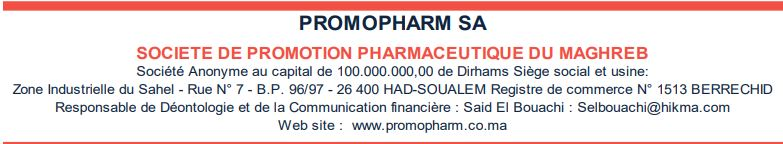 PROMOPHARM SA
SOCIETE DE PROMOTION PHARMACEUTIQUE DU MAGHREB
Société Anonyme au capital de 100.000.000,00 de Dirhams Siège social et usine:
Zone Industrielle du Sahel - Rue N° 7 - B.P. 96/97 - 26 400 HAD-SOUALEM Registre de commerce N° 1513 BERRECHID
Responsable de Déontologie et de la Communication financière : Said El Bouachi : Selbouachi@hikma.com
Web site : www.promopharm.co.ma